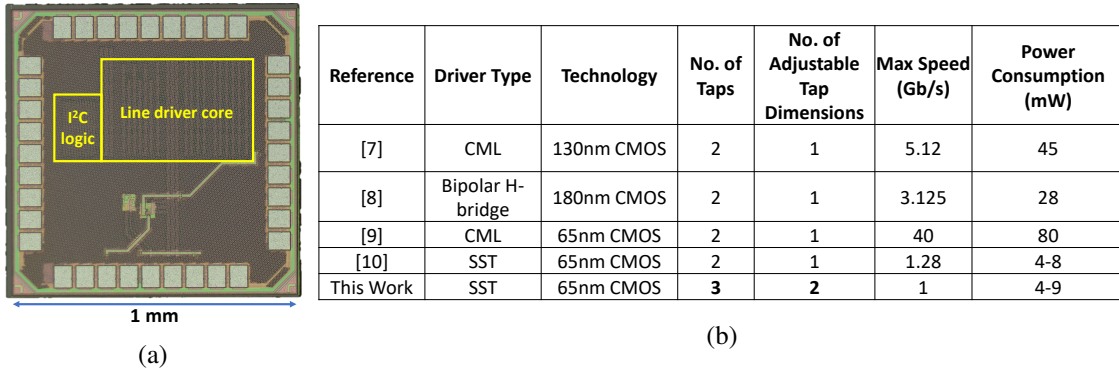 I²C
logic
Line driver core
1 mm
(a)
Reference Driver Type Technology No. of Taps No. of Adjustable Tap Dimensions Max Speed (Gb/s) Power Consumption (mW)
[7] CML 130nm CMOS 2 1 5.12 45
[8] Bipolar H-bridge 180nm CMOS 2 1 3.125 28
[9] CML 65nm CMOS 2 1 40 80
[10] SST 65nm CMOS 2 1 1.28 4-8
This Work SST 65nm CMOS 3 2 1 4-9
(b)